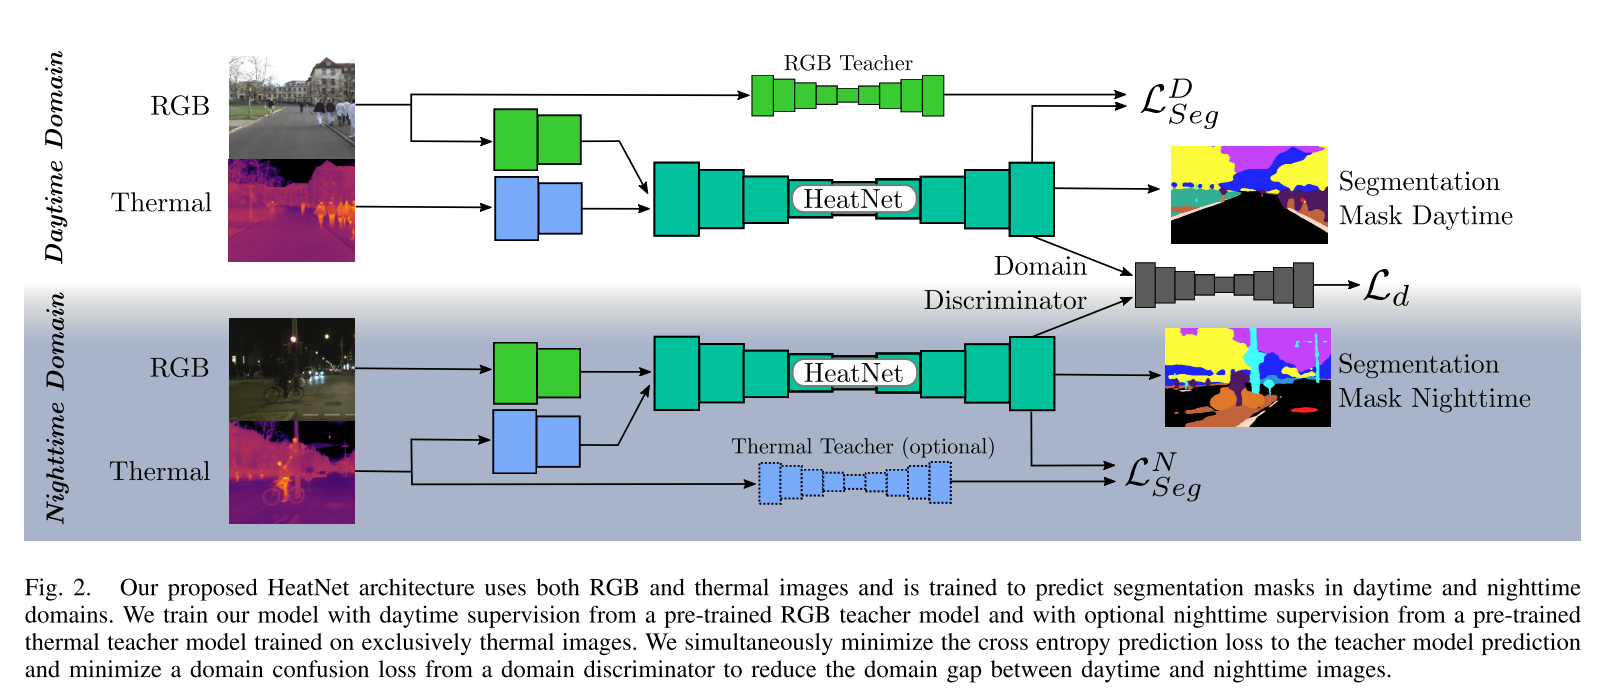 Daytime Domain
RGB
Thermal
RGB Teacher
HeatNet
ℒ^D_Seg
Segmentation
Mask Daytime
Domain
Discriminator
ℒ_d
Nighttime Domain
RGB
Thermal
HeatNet
Segmentation
Mask Nighttime
Thermal Teacher (optional)
ℒ^N_Seg
Fig. 2. Our proposed HeatNet architecture uses both RGB and thermal images and is trained to predict segmentation masks in daytime and nighttime
domains. We train our model with daytime supervision from a pre-trained RGB teacher model and with optional nighttime supervision from a pre-trained
thermal teacher model trained on exclusively thermal images. We simultaneously minimize the cross entropy prediction loss to the teacher model prediction
and minimize a domain confusion loss from a domain discriminator to reduce the domain gap between daytime and nighttime images.